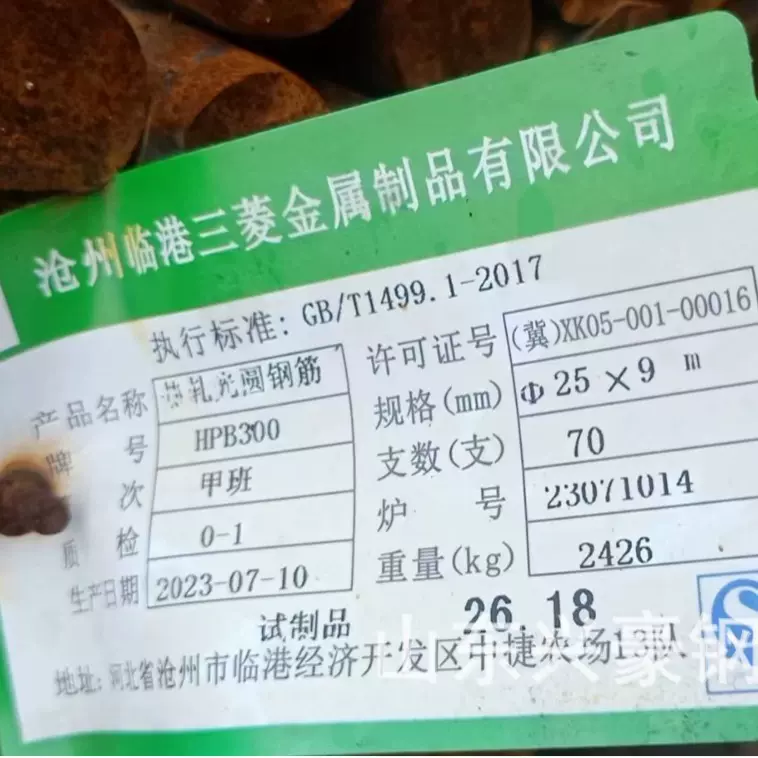 沧州临港三菱金属制品有限公司
执行标准: GB/T1499.1-2017
产品名称 热轧光圆钢筋 许可证号 (冀)XK05-001-00016
牌 号 HPB300 规格(mm) Φ25×9 m
次 甲班 支数(支) 70
质 检 0-1 炉 号 23071014
生产日期 2023-07-10 重量(kg) 2426
试制品 26.18
地址: 河北省沧州市临港经济开发区中捷农场13队
山东兴豪钢